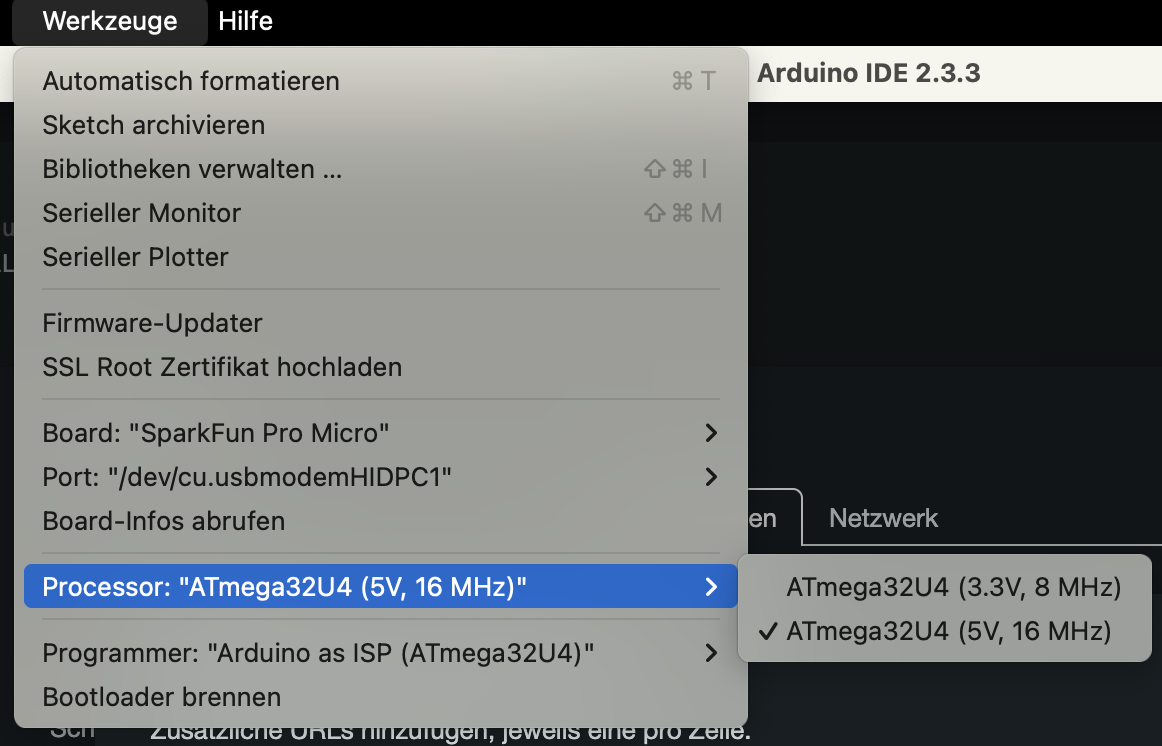 Werkzeuge Hilfe
Arduino IDE 2.3.3
Automatisch formatieren ⌘ T
Sketch archivieren
Bibliotheken verwalten ... ⇧ ⌘ I
Serieller Monitor ⇧ ⌘ M
Serieller Plotter
Firmware-Updater
SSL Root Zertifikat hochladen
Board: "SparkFun Pro Micro"
Port: "/dev/cu.usbmodemHIDPC1"
Board-Infos abrufen
en Netzwerk
Processor: "ATmega32U4 (5V, 16 MHz)"
ATmega32U4 (3.3V, 8 MHz)
✓ ATmega32U4 (5V, 16 MHz)
Programmer: "Arduino as ISP (ATmega32U4)"
Bootloader brennen
Zusätzliche URLs hinzufügen, jeweils eine pro Zeile.